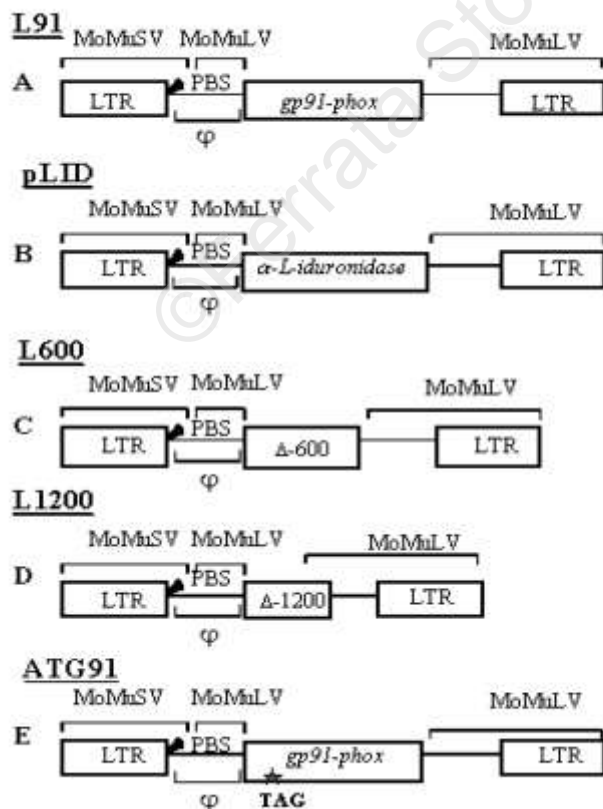 L91
MoMuSV MoMuLV MoMuLV
A LTR PBS gp91-phox LTR
φ
pLID
MoMuSV MoMuLV MoMuLV
B LTR PBS α-L-iduronidase LTR
φ
L600
MoMuSV MoMuLV MoMuLV
C LTR PBS Δ-600 LTR
φ
L1200
MoMuSV MoMuLV MoMuLV
D LTR PBS Δ-1200 LTR
φ
ATG91
MoMuSV MoMuLV MoMuLV
E LTR PBS gp91-phox LTR
φ TAG
©Ferrata Sto